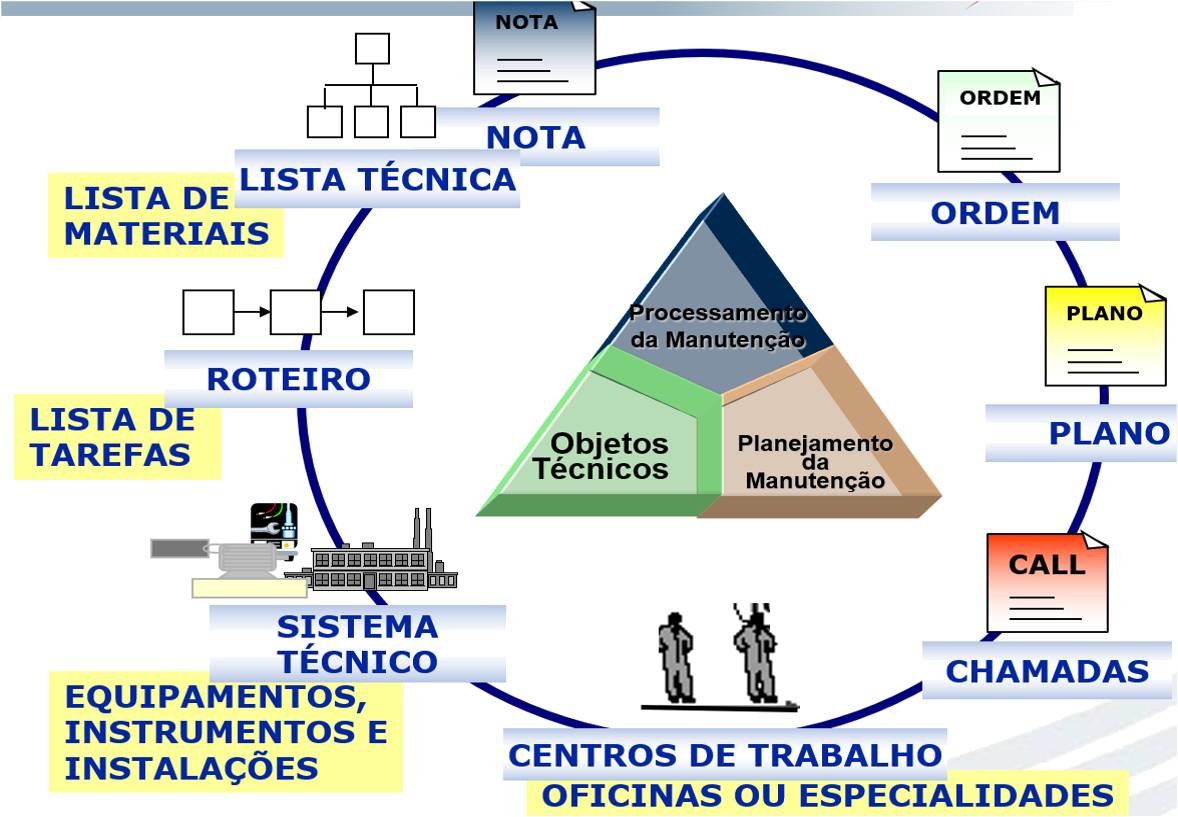 NOTA
NOTA
ORDEM
ORDEM
LISTA TÉCNICA
LISTA DE
MATERIAIS
PLANO
PLANO
Processamento
da Manutenção
Objetos
Técnicos
Planejamento
da
Manutenção
ROTEIRO
LISTA DE
TAREFAS
CALL
CHAMADAS
SISTEMA
TÉCNICO
EQUIPAMENTOS,
INSTRUMENTOS E
INSTALAÇÕES
CENTROS DE TRABALHO
OFICINAS OU ESPECIALIDADES